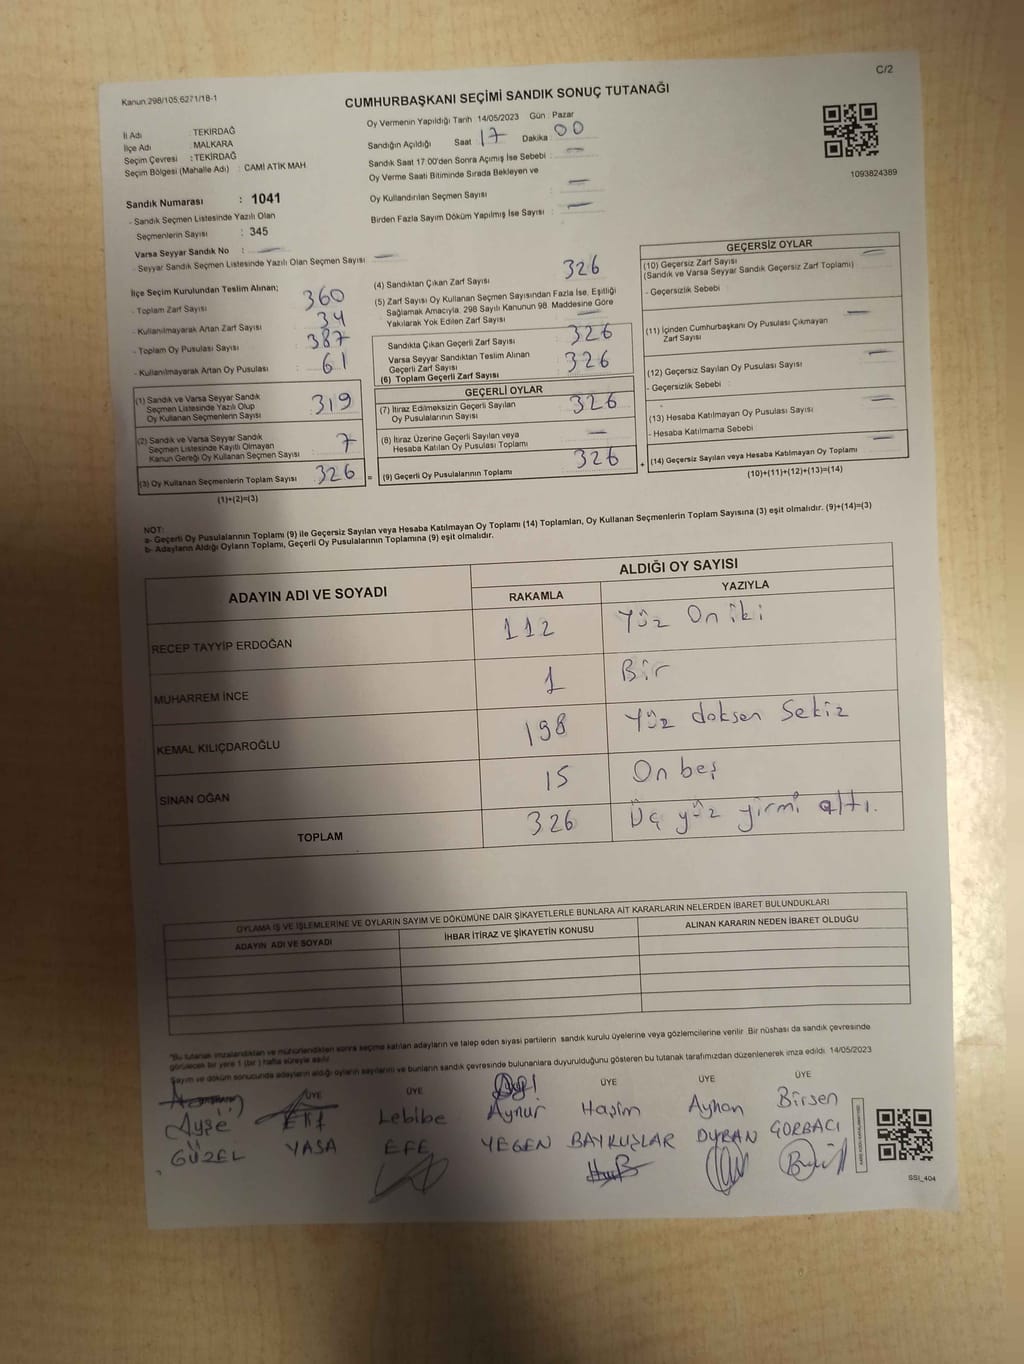 C/2
Kanun 298/105,6271/18-1
CUMHURBAŞKANI SEÇİMİ SANDIK SONUÇ TUTANAĞI
İl Adı : TEKİRDAĞ
İlçe Adı : MALKARA
Seçim Çevresi : TEKİRDAĞ
Seçim Bölgesi (Mahalle Adı) : CAMİ ATİK MAH
Oy Vermenin Yapıldığı Tarih 14/05/2023 Gün : Pazar
Sandığın Açıldığı Saat 17 Dakika : 00
Sandık Saat 17:00'den Sonra Açımış İse Sebebi : —
Oy Verme Saati Bitiminde Sırada Bekleyen ve
Oy Kullandırılan Seçmen Sayısı : —
Birden Fazla Sayım Döküm Yapılmış İse Sayısı : —
1093824389
Sandık Numarası : 1041
- Sandık Seçmen Listesinde Yazılı Olan
Seçmenlerin Sayısı : 345
Varsa Seyyar Sandık No : —
- Seyyar Sandık Seçmen Listesinde Yazılı Olan Seçmen Sayısı : —
İlçe Seçim Kurulundan Teslim Alınan;
- Toplam Zarf Sayısı : 360
- Kullanılmayarak Artan Zarf Sayısı : 34
- Toplam Oy Pusulası Sayısı : 387
- Kullanılmayarak Artan Oy Pusulası : 61
(1) Sandık ve Varsa Seyyar Sandık
Seçmen Listesinde Yazılı Olup
Oy Kullanan Seçmenlerin Sayısı : 319
(2) Sandık ve Varsa Seyyar Sandık
Seçmen Listesinde Kayıtlı Olmayan
Kanun Gereği Oy Kullanan Seçmen Sayısı : 7
(3) Oy Kullanan Seçmenlerin Toplam Sayısı : 326
(1)+(2)=(3)
(4) Sandıktan Çıkan Zarf Sayısı : 326
(5) Zarf Sayısı Oy Kullanan Seçmen Sayısından Fazla İse, Eşitliği
Sağlamak Amacıyla, 298 Sayılı Kanunun 98. Maddesine Göre
Yakılarak Yok Edilen Zarf Sayısı : —
Sandıkta Çıkan Geçerli Zarf Sayısı : 326
Varsa Seyyar Sandıktan Teslim Alınan
Geçerli Zarf Sayısı : 326
(6) Toplam Geçerli Zarf Sayısı
GEÇERLİ OYLAR
(7) İtiraz Edilmeksizin Geçerli Sayılan
Oy Pusulalarının Sayısı : 326
(8) İtiraz Üzerine Geçerli Sayılan veya
Hesaba Katılan Oy Pusulası Toplamı : —
= (9) Geçerli Oy Pusulalarının Toplamı : 326
GEÇERSİZ OYLAR
(10) Geçersiz Zarf Sayısı : —
(Sandık ve Varsa Seyyar Sandık Geçersiz Zarf Toplamı)
- Geçersizlik Sebebi :
(11) İçinden Cumhurbaşkanı Oy Pusulası Çıkmayan
Zarf Sayısı : —
(12) Geçersiz Sayılan Oy Pusulası Sayısı : —
- Geçersizlik Sebebi :
(13) Hesaba Katılmayan Oy Pusulası Sayısı : —
- Hesaba Katılmama Sebebi :
+ (14) Geçersiz Sayılan veya Hesaba Katılmayan Oy Toplamı : —
(10)+(11)+(12)+(13)=(14)
NOT:
a- Geçerli Oy Pusulalarının Toplamı (9) ile Geçersiz Sayılan veya Hesaba Katılmayan Oy Toplamı (14) Toplamları, Oy Kullanan Seçmenlerin Toplam Sayısına (3) eşit olmalıdır. (9)+(14)=(3)
b- Adayların Aldığı Oyların Toplamı, Geçerli Oy Pusulalarının Toplamına (9) eşit olmalıdır.
ADAYIN ADI VE SOYADI ALDIĞI OY SAYISI
RAKAMLA YAZIYLA
RECEP TAYYİP ERDOĞAN 112 Yüz On iki
MUHARREM İNCE 1 Bir
KEMAL KILIÇDAROĞLU 198 Yüz doksan Sekiz
SİNAN OĞAN 15 On beş
TOPLAM 326 Üç yüz yirmi altı.
OYLAMA İŞ VE İŞLEMLERİNE VE OYLARIN SAYIM VE DÖKÜMÜNE DAİR ŞİKAYETLERLE BUNLARA AİT KARARLARIN NELERDEN İBARET BULUNDUKLARI
ADAYIN ADI VE SOYADI İHBAR İTİRAZ VE ŞİKAYETİN KONUSU ALINAN KARARIN NEDEN İBARET OLDUĞU
"Bu tutanak imzalandıktan ve mühürlendikten sonra seçime katılan adayların ve talep eden siyasi partilerin sandık kurulu üyelerine veya gözlemcilerine verilir. Bir nüshası da sandık çevresinde
görülecek bir yere 1 (bir) hafta süreyle asılır.
Sayım ve döküm sonucunda adayların aldığı oyların sayılarını ve bunların sandık çevresinde bulunanlara duyurulduğunu gösteren bu tutanak tarafımızdan düzenlenerek imza edildi. 14/05/2023
ÜYE ÜYE ÜYE ÜYE ÜYE
Ayşe Elif Lebibe Aynur Haşim Ayhan Birsen
GÜZEL YASA EFE YEGEN BAYKUŞLAR DURAN GORBACI
SSI_404